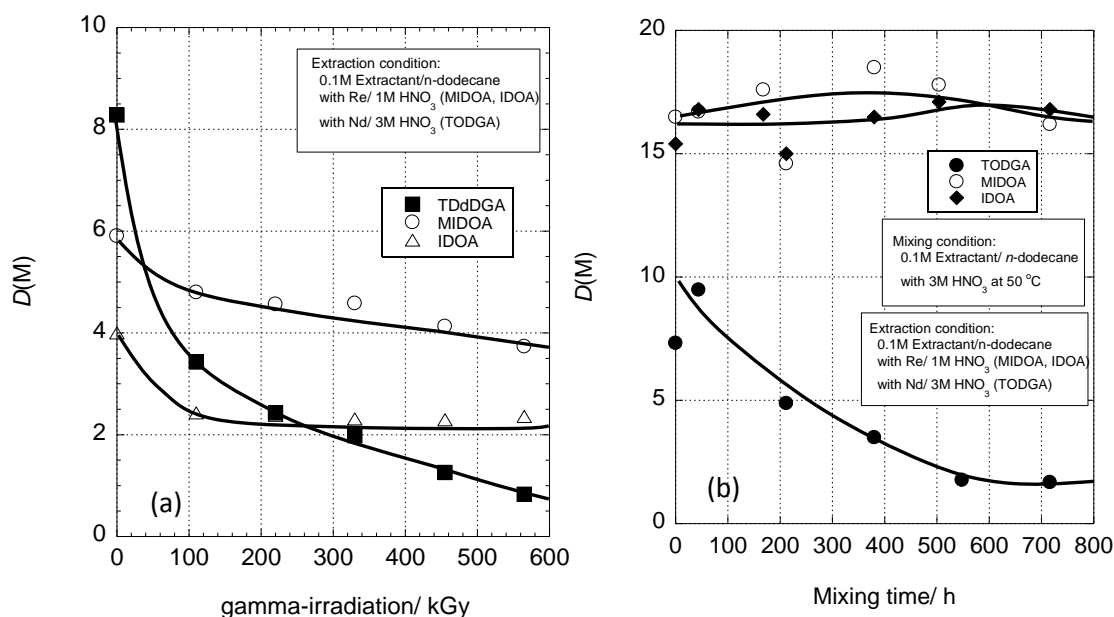 10
8
6
4
2
0
D(M)
Extraction condition:
0.1M Extractant/n-dodecane
with Re/ 1M HNO3 (MIDOA, IDOA)
with Nd/ 3M HNO3 (TODGA)
TDdDGA
MIDOA
IDOA
(a)
0 100 200 300 400 500 600
gamma-irradiation/ kGy
20
15
10
5
0
D(M)
TODGA
MIDOA
IDOA
Mixing condition:
0.1M Extractant/ n-dodecane
with 3M HNO3 at 50 °C
Extraction condition:
0.1M Extractant/n-dodecane
with Re/ 1M HNO3 (MIDOA, IDOA)
with Nd/ 3M HNO3 (TODGA)
(b)
0 100 200 300 400 500 600 700 800
Mixing time/ h